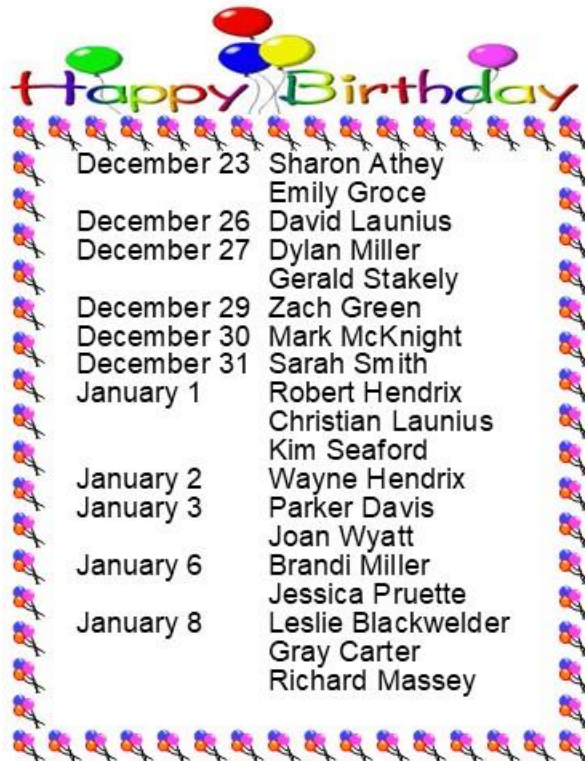 Happy Birthday
December 23 Sharon Athey
Emily Groce
December 26 David Launius
December 27 Dylan Miller
Gerald Stakely
December 29 Zach Green
December 30 Mark McKnight
December 31 Sarah Smith
January 1 Robert Hendrix
Christian Launius
Kim Seaford
January 2 Wayne Hendrix
January 3 Parker Davis
Joan Wyatt
January 6 Brandi Miller
Jessica Pruette
January 8 Leslie Blackwelder
Gray Carter
Richard Massey